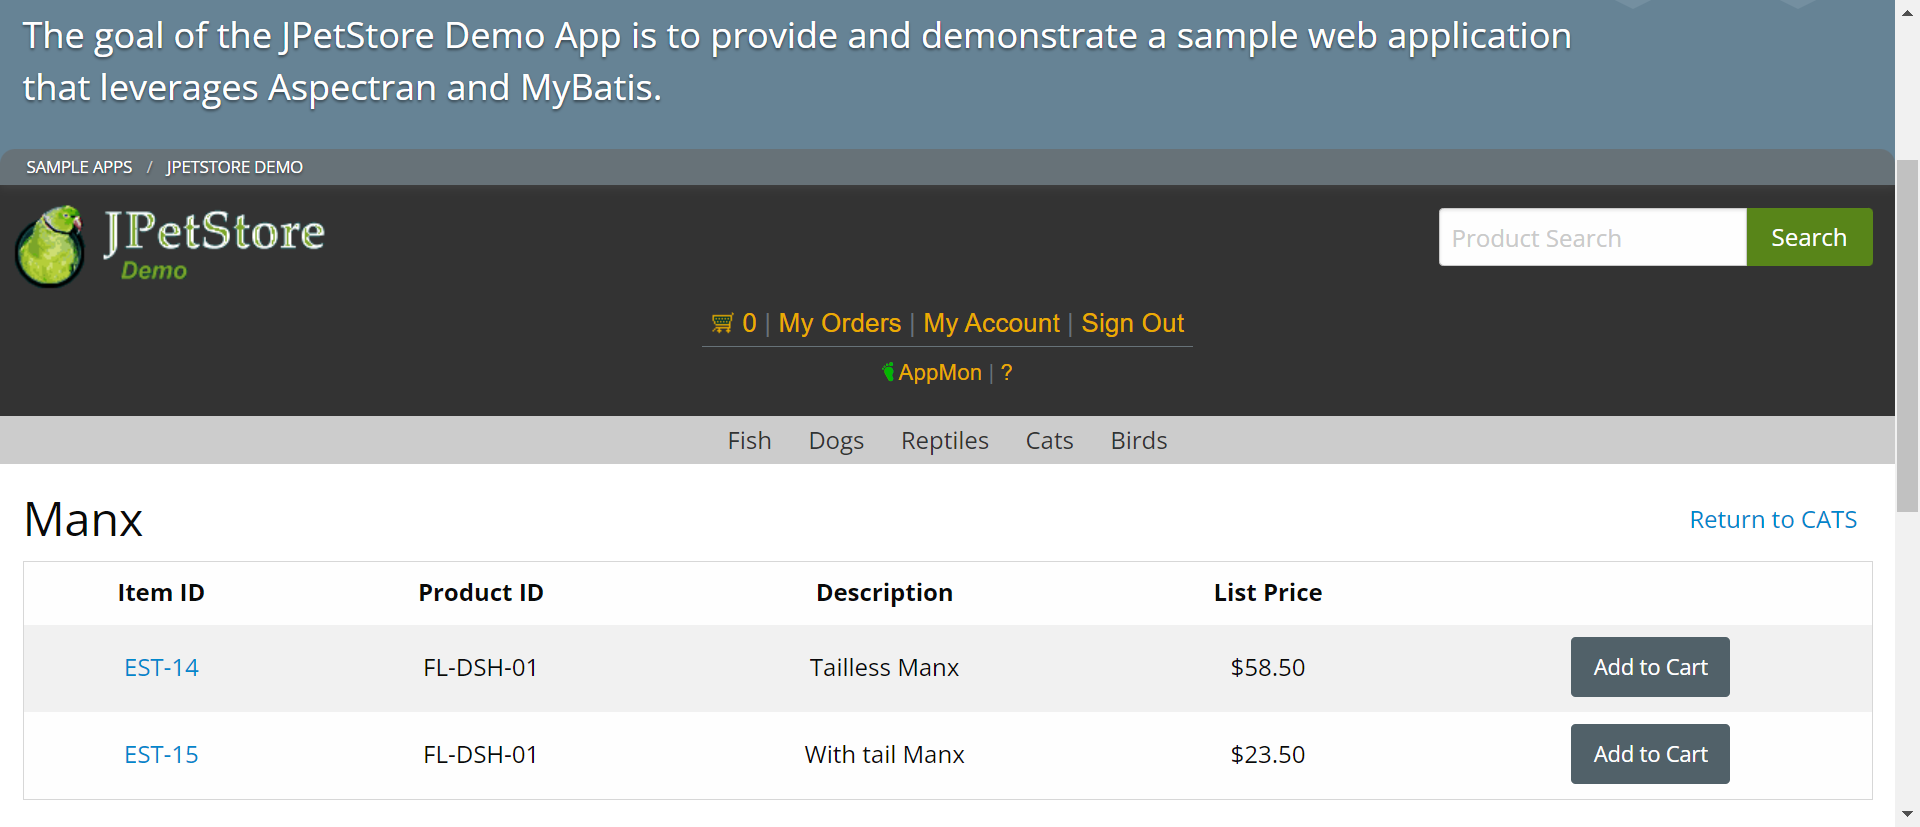 The goal of the JPetStore Demo App is to provide and demonstrate a sample web application
that leverages Aspectran and MyBatis.
SAMPLE APPS / JPETSTORE DEMO
JPetStore
Demo
Product Search
Search
0 | My Orders | My Account | Sign Out
AppMon | ?
Fish Dogs Reptiles Cats Birds
Manx
Return to CATS
Item ID Product ID Description List Price
EST-14 FL-DSH-01 Tailless Manx $58.50 Add to Cart
EST-15 FL-DSH-01 With tail Manx $23.50 Add to Cart